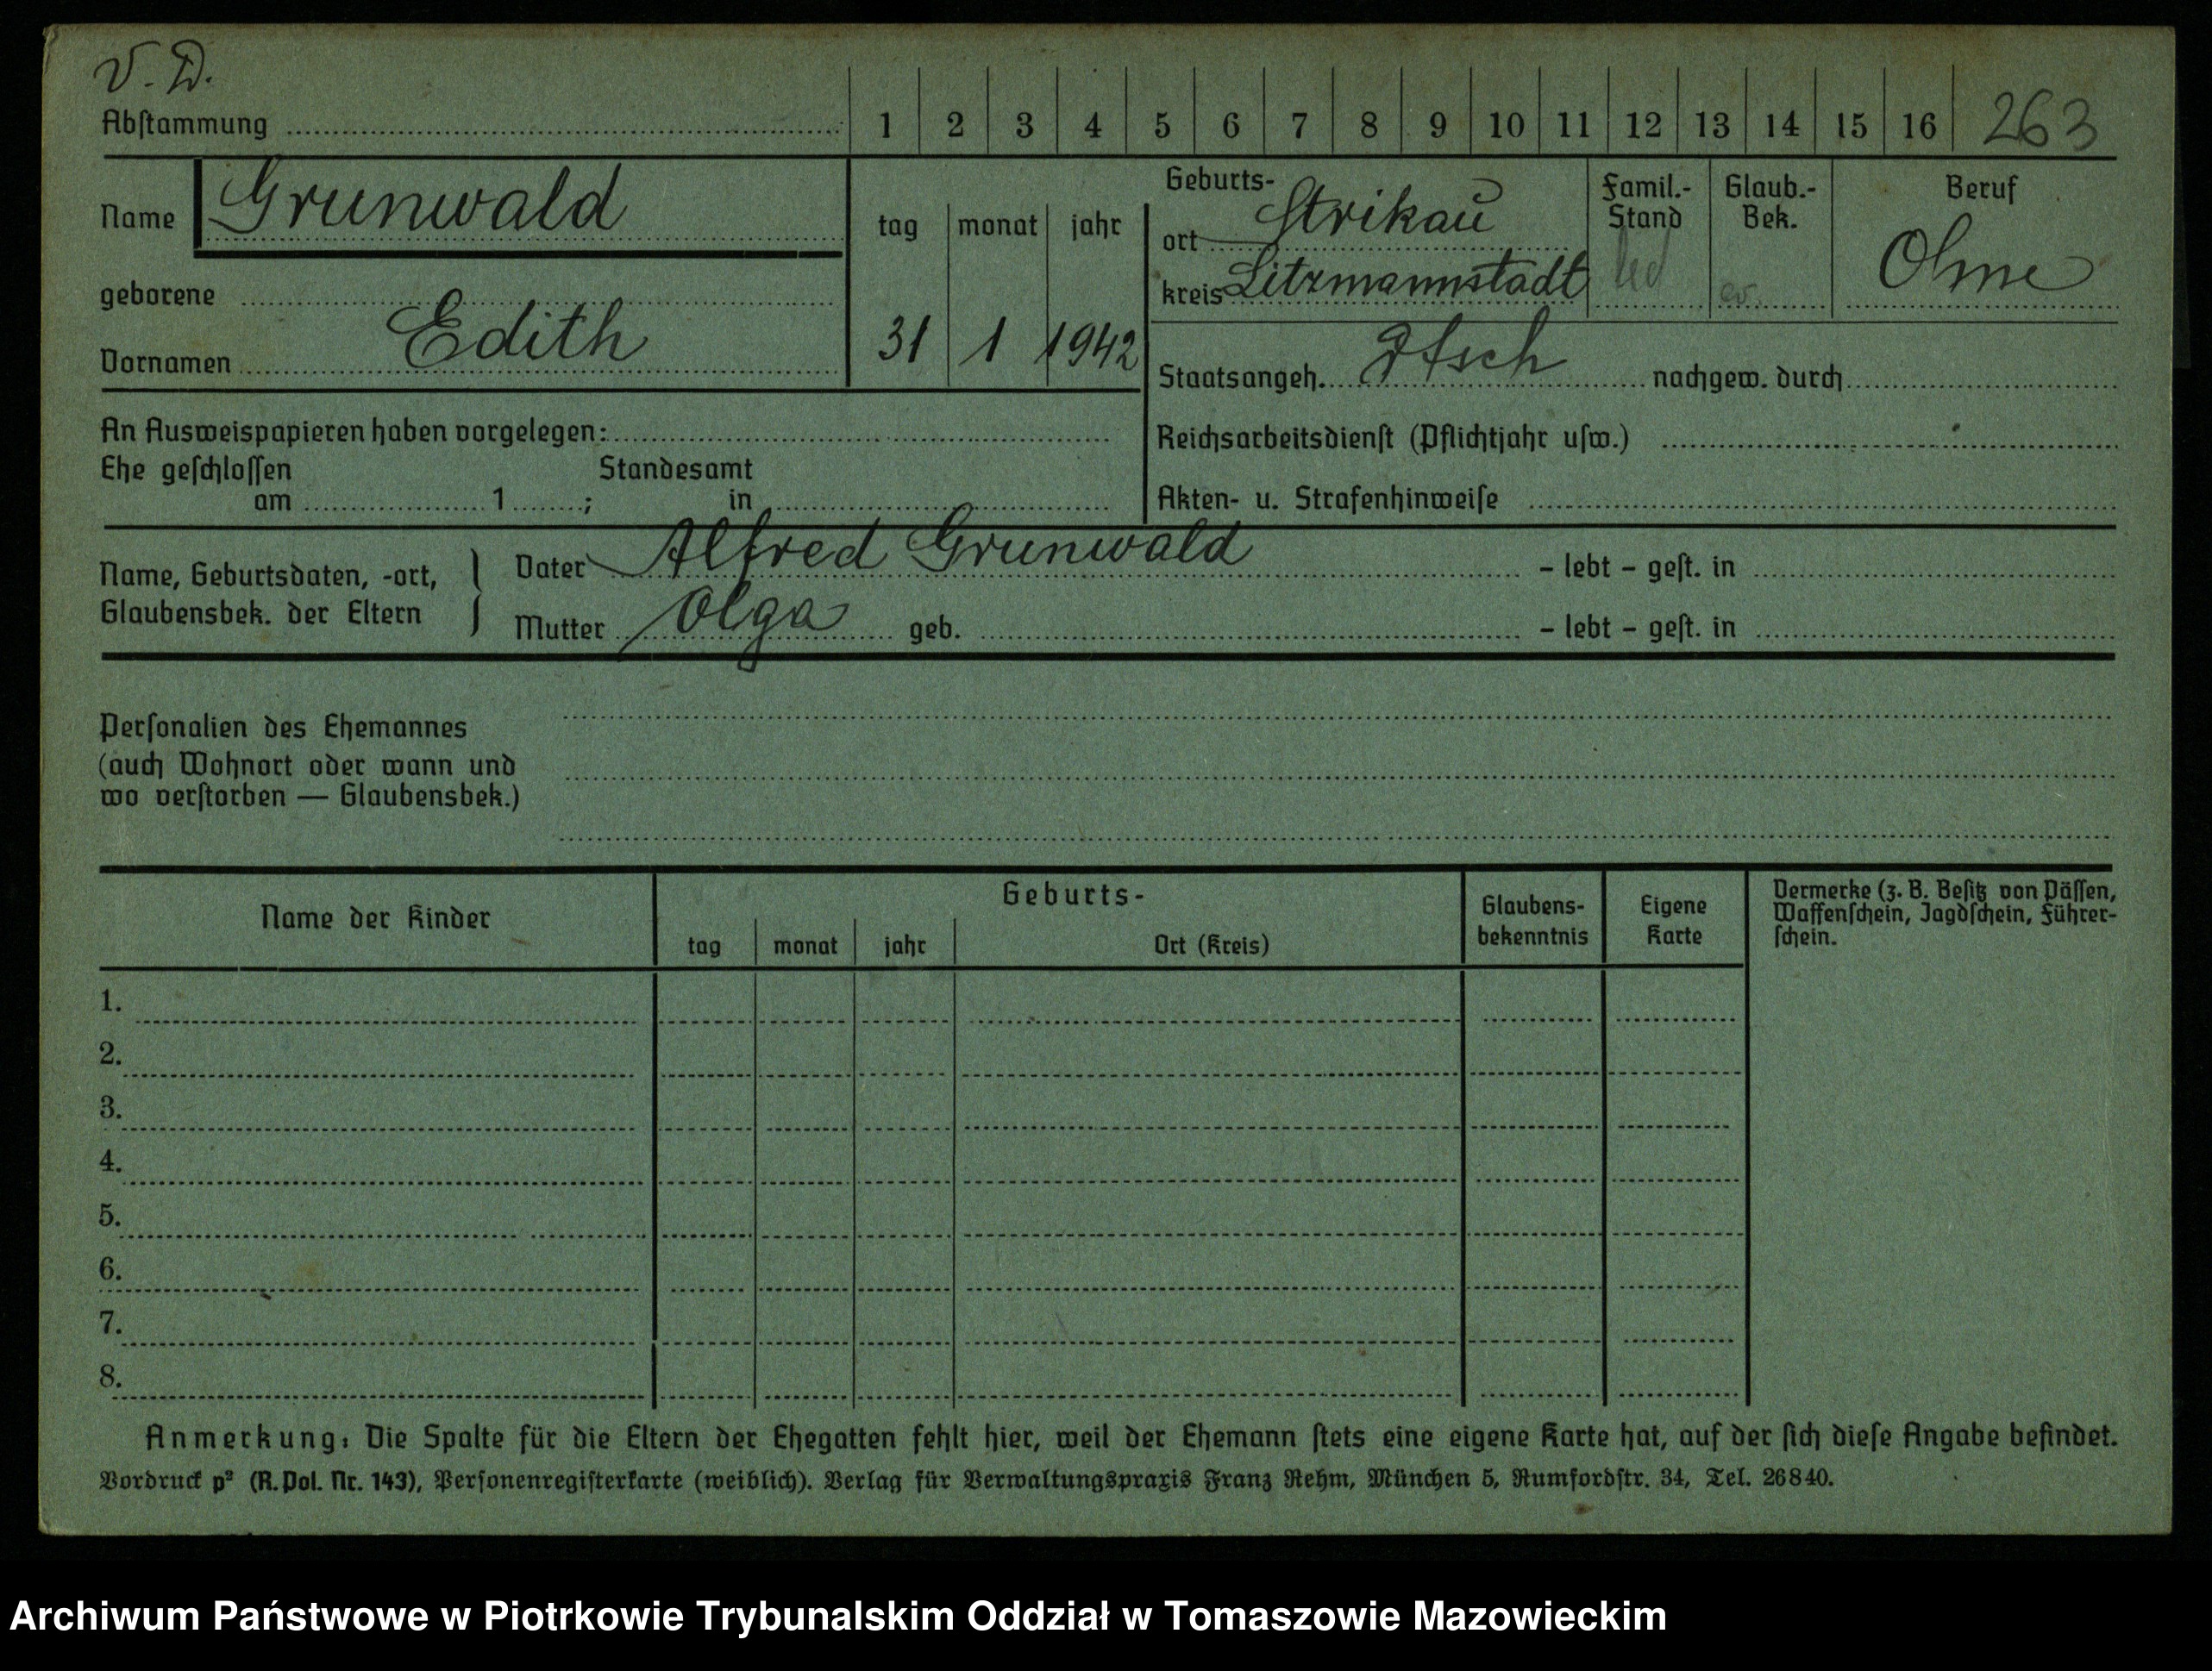 V. D.
Abstammung 1 2 3 4 5 6 7 8 9 10 11 12 13 14 15 16 263
Name Grunwald
geborene
Vornamen Edith
tag monat jahr
31 1 1942
Geburts-
ort Strikau
kreis Litzmannstadt
Famil.-
Stand
led
Glaub.-
Bek.
ev.
Beruf
Ohne
Staatsangeh. Dtsch nachgew. durch
An Ausweispapieren haben vorgelegen:
Ehe geschlossen Standesamt
am 1 ; in
Reichsarbeitsdienst (Pflichtjahr usw.)
Akten- u. Strafenhinweise
Name, Geburtsdaten, -ort,
Glaubensbek. der Eltern
Vater Alfred Grunwald - lebt - gest. in
Mutter Olga geb. - lebt - gest. in
Personalien des Ehemannes
(auch Wohnort oder wann und
wo verstorben — Glaubensbek.)
Name der Kinder
Geburts-
tag monat jahr Ort (Kreis)
Glaubens-
bekenntnis
Eigene
Karte
Vermerke (z. B. Besitz von Pässen,
Waffenschein, Jagdschein, Führer-
schein.
1.
2.
3.
4.
5.
6.
7.
8.
Anmerkung: Die Spalte für die Eltern der Ehegatten fehlt hier, weil der Ehemann stets eine eigene Karte hat, auf der sich diese Angabe befindet.
Vordruck p² (R. Pol. Nr. 143), Personenregisterkarte (weiblich). Verlag für Verwaltungspraxis Franz Rehm, München 5, Rumfordstr. 34, Tel. 26840.
Archiwum Państwowe w Piotrkowie Trybunalskim Oddział w Tomaszowie Mazowieckim